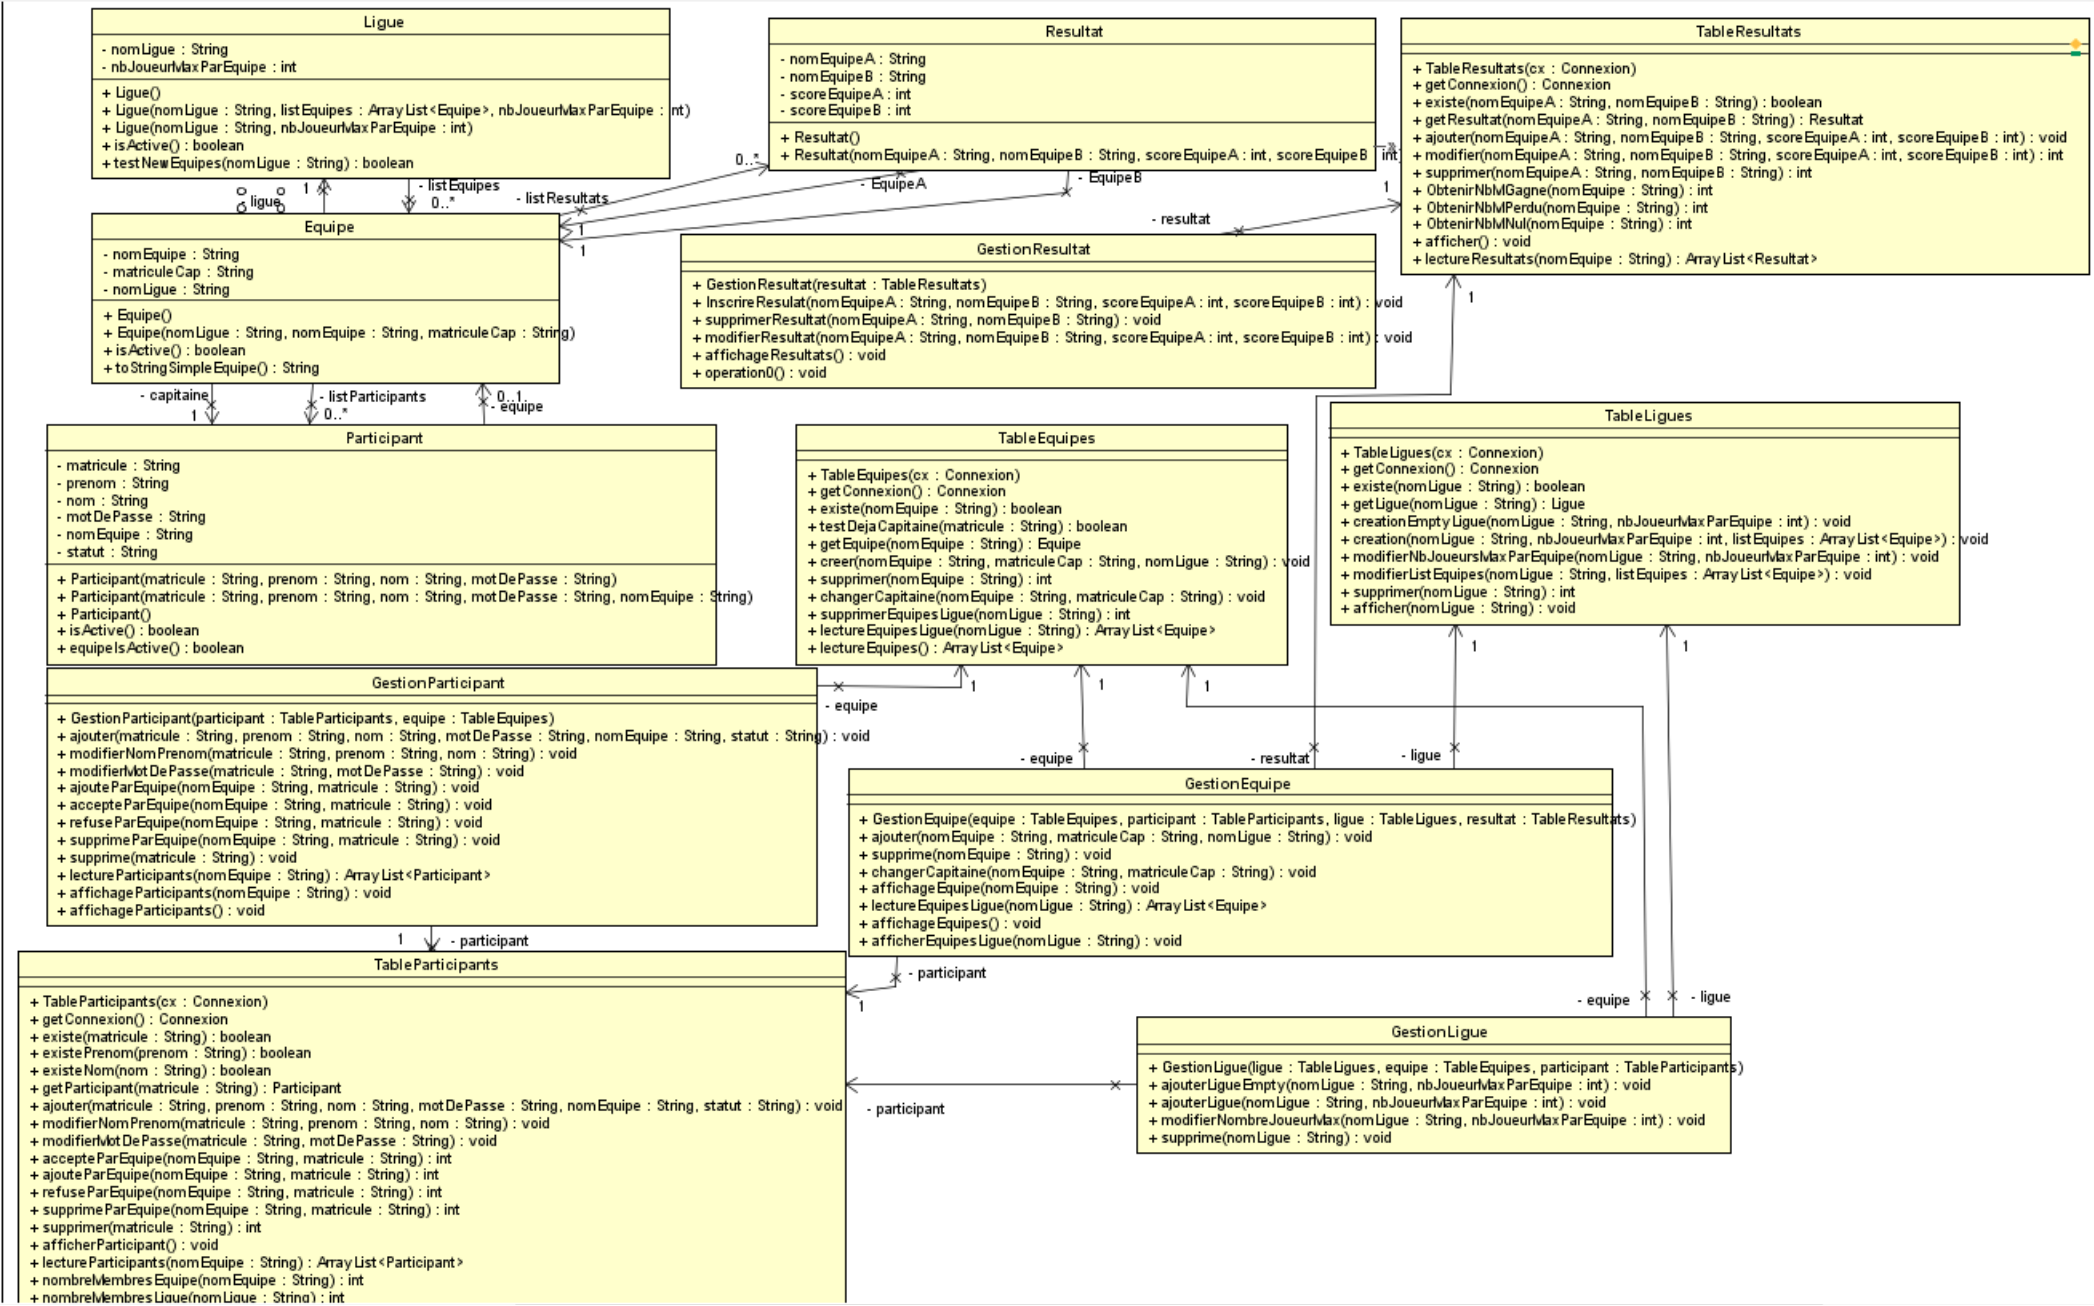 Ligue
- nomLigue : String
- nbJoueurMaxParEquipe : int
+ Ligue()
+ Ligue(nomLigue : String, listEquipes : ArrayList<Equipe>, nbJoueurMaxParEquipe : int)
+ Ligue(nomLigue : String, nbJoueurMaxParEquipe : int)
+ isActive() : boolean
+ testNewEquipes(nomLigue : String) : boolean
Resultat
- nomEquipeA : String
- nomEquipeB : String
- scoreEquipeA : int
- scoreEquipeB : int
+ Resultat()
+ Resultat(nomEquipeA : String, nomEquipeB : String, scoreEquipeA : int, scoreEquipeB : int)
TableResultats
+ TableResultats(cx : Connexion)
+ getConnexion() : Connexion
+ existe(nomEquipeA : String, nomEquipeB : String) : boolean
+ getResultat(nomEquipeA : String, nomEquipeB : String) : Resultat
+ ajouter(nomEquipeA : String, nomEquipeB : String, scoreEquipeA : int, scoreEquipeB : int) : void
+ modifier(nomEquipeA : String, nomEquipeB : String, scoreEquipeA : int, scoreEquipeB : int) : int
+ supprimer(nomEquipeA : String, nomEquipeB : String) : int
+ ObtenirNbMGagne(nomEquipe : String) : int
+ ObtenirNbMPerdu(nomEquipe : String) : int
+ ObtenirNbMNul(nomEquipe : String) : int
+ afficher() : void
+ lectureResultats(nomEquipe : String) : ArrayList<Resultat>
- ligue
1
- listEquipes
0..*
- listResultats
0..*
- EquipeA
1
- EquipeB
1
- resultat
1
Equipe
- nomEquipe : String
- matriculeCap : String
- nomLigue : String
+ Equipe()
+ Equipe(nomLigue : String, nomEquipe : String, matriculeCap : String)
+ isActive() : boolean
+ toStringSimpleEquipe() : String
GestionResultat
+ GestionResultat(resultat : TableResultats)
+ InscrireResulat(nomEquipeA : String, nomEquipeB : String, scoreEquipeA : int, scoreEquipeB : int) : void
+ supprimerResultat(nomEquipeA : String, nomEquipeB : String) : void
+ modifierResultat(nomEquipeA : String, nomEquipeB : String, scoreEquipeA : int, scoreEquipeB : int) : void
+ affichageResultats() : void
+ operation0() : void
1
- capitaine
1
- listParticipants
0..*
0..1
- equipe
Participant
- matricule : String
- prenom : String
- nom : String
- motDePasse : String
- nomEquipe : String
- statut : String
+ Participant(matricule : String, prenom : String, nom : String, motDePasse : String)
+ Participant(matricule : String, prenom : String, nom : String, motDePasse : String, nomEquipe : String)
+ Participant()
+ isActive() : boolean
+ equipeIsActive() : boolean
TableEquipes
+ TableEquipes(cx : Connexion)
+ getConnexion() : Connexion
+ existe(nomEquipe : String) : boolean
+ testDejaCapitaine(matricule : String) : boolean
+ getEquipe(nomEquipe : String) : Equipe
+ creer(nomEquipe : String, matriculeCap : String, nomLigue : String) : void
+ supprimer(nomEquipe : String) : int
+ changerCapitaine(nomEquipe : String, matriculeCap : String) : void
+ supprimerEquipesLigue(nomLigue : String) : int
+ lectureEquipesLigue(nomLigue : String) : ArrayList<Equipe>
+ lectureEquipes() : ArrayList<Equipe>
TableLigues
+ TableLigues(cx : Connexion)
+ getConnexion() : Connexion
+ existe(nomLigue : String) : boolean
+ getLigue(nomLigue : String) : Ligue
+ creationEmptyLigue(nomLigue : String, nbJoueurMaxParEquipe : int) : void
+ creation(nomLigue : String, nbJoueurMaxParEquipe : int, listEquipes : ArrayList<Equipe>) : void
+ modifierNbJoueursMaxParEquipe(nomLigue : String, nbJoueurMaxParEquipe : int) : void
+ modifierListEquipes(nomLigue : String, listEquipes : ArrayList<Equipe>) : void
+ supprimer(nomLigue : String) : int
+ afficher(nomLigue : String) : void
GestionParticipant
+ GestionParticipant(participant : TableParticipants, equipe : TableEquipes)
+ ajouter(matricule : String, prenom : String, nom : String, motDePasse : String, nomEquipe : String, statut : String) : void
+ modifierNomPrenom(matricule : String, prenom : String, nom : String) : void
+ modifierMotDePasse(matricule : String, motDePasse : String) : void
+ ajouteParEquipe(nomEquipe : String, matricule : String) : void
+ accepteParEquipe(nomEquipe : String, matricule : String) : void
+ refuseParEquipe(nomEquipe : String, matricule : String) : void
+ supprimeParEquipe(nomEquipe : String, matricule : String) : void
+ supprime(matricule : String) : void
+ lectureParticipants(nomEquipe : String) : ArrayList<Participant>
+ affichageParticipants(nomEquipe : String) : void
+ affichageParticipants() : void
- equipe
1
1
1
1
1
- equipe
- resultat
- ligue
GestionEquipe
+ GestionEquipe(equipe : TableEquipes, participant : TableParticipants, ligue : TableLigues, resultat : TableResultats)
+ ajouter(nomEquipe : String, matriculeCap : String, nomLigue : String) : void
+ supprime(nomEquipe : String) : void
+ changerCapitaine(nomEquipe : String, matriculeCap : String) : void
+ affichageEquipe(nomEquipe : String) : void
+ lectureEquipesLigue(nomLigue : String) : ArrayList<Equipe>
+ affichageEquipes() : void
+ afficherEquipesLigue(nomLigue : String) : void
1
- participant
- participant
1
- equipe
- ligue
TableParticipants
+ TableParticipants(cx : Connexion)
+ getConnexion() : Connexion
+ existe(matricule : String) : boolean
+ existePrenom(prenom : String) : boolean
+ existeNom(nom : String) : boolean
+ getParticipant(matricule : String) : Participant
+ ajouter(matricule : String, prenom : String, nom : String, motDePasse : String, nomEquipe : String, statut : String) : void
+ modifierNomPrenom(matricule : String, prenom : String, nom : String) : void
+ modifierMotDePasse(matricule : String, motDePasse : String) : void
+ accepteParEquipe(nomEquipe : String, matricule : String) : int
+ ajouteParEquipe(nomEquipe : String, matricule : String) : int
+ refuseParEquipe(nomEquipe : String, matricule : String) : int
+ supprimeParEquipe(nomEquipe : String, matricule : String) : int
+ supprimer(matricule : String) : int
+ afficherParticipant() : void
+ lectureParticipants(nomEquipe : String) : ArrayList<Participant>
+ nombreMembresEquipe(nomEquipe : String) : int
+ nombreMembresLigue(nomLigue : String) : int
GestionLigue
+ GestionLigue(ligue : TableLigues, equipe : TableEquipes, participant : TableParticipants)
+ ajouterLigueEmpty(nomLigue : String, nbJoueurMaxParEquipe : int) : void
+ ajouterLigue(nomLigue : String, nbJoueurMaxParEquipe : int) : void
+ modifierNombreJoueurMax(nomLigue : String, nbJoueurMaxParEquipe : int) : void
+ supprime(nomLigue : String) : void
- participant